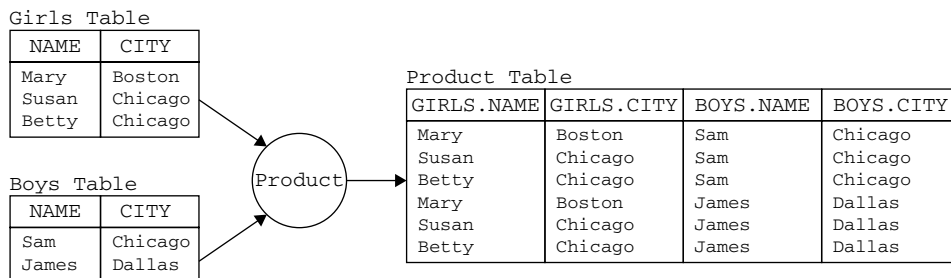 Girls Table
NAME CITY
Mary Boston
Susan Chicago
Betty Chicago
Boys Table
NAME CITY
Sam Chicago
James Dallas
Product
Product Table
GIRLS.NAME GIRLS.CITY BOYS.NAME BOYS.CITY
Mary Boston Sam Chicago
Susan Chicago Sam Chicago
Betty Chicago Sam Chicago
Mary Boston James Dallas
Susan Chicago James Dallas
Betty Chicago James Dallas